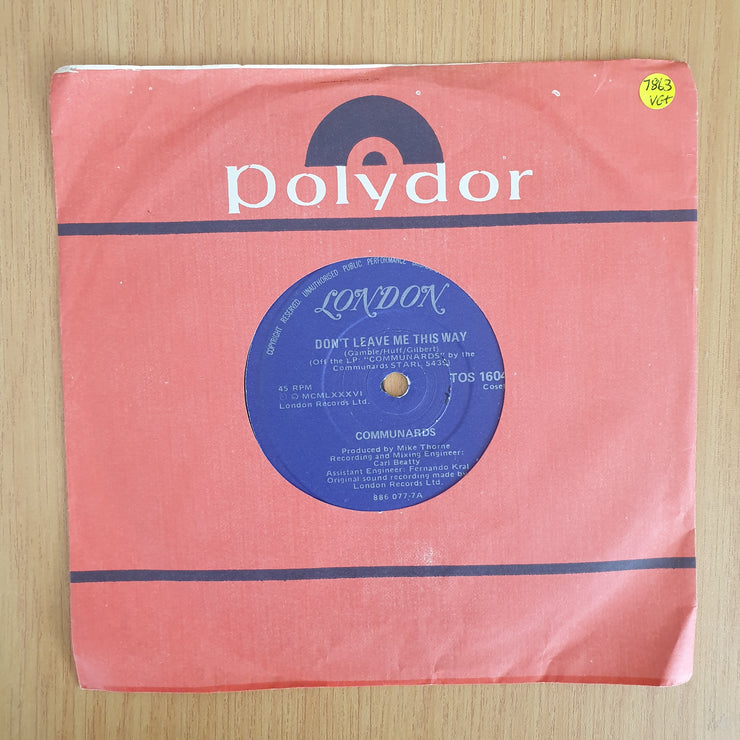 7863
VG+
polydor
COPYRIGHT RESERVED. UNAUTHORISED PUBLIC PERFORMANCE
LONDON
DON'T LEAVE ME THIS WAY
(Gamble/Huff/Gilbert)
(Off the LP: "COMMUNARDS" by the
Communards STARL 5439)
45 RPM
Ⓟ © MCMLXXXVI
London Records Ltd.
TOS 1604
Cose
COMMUNARDS
Produced by Mike Thorne
Recording and Mixing Engineer:
Carl Beatty
Assistant Engineer: Fernando Kral
Original sound recording made by
London Records Ltd.
886 077-7A